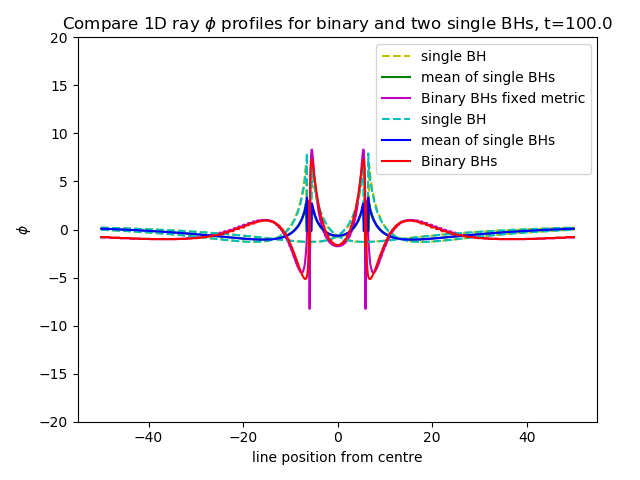 Compare 1D ray ϕ profiles for binary and two single BHs, t=100.0
single BH
mean of single BHs
Binary BHs fixed metric
single BH
mean of single BHs
Binary BHs
20
15
10
5
0
−5
−10
−15
−20
ϕ
−40 −20 0 20 40
line position from centre